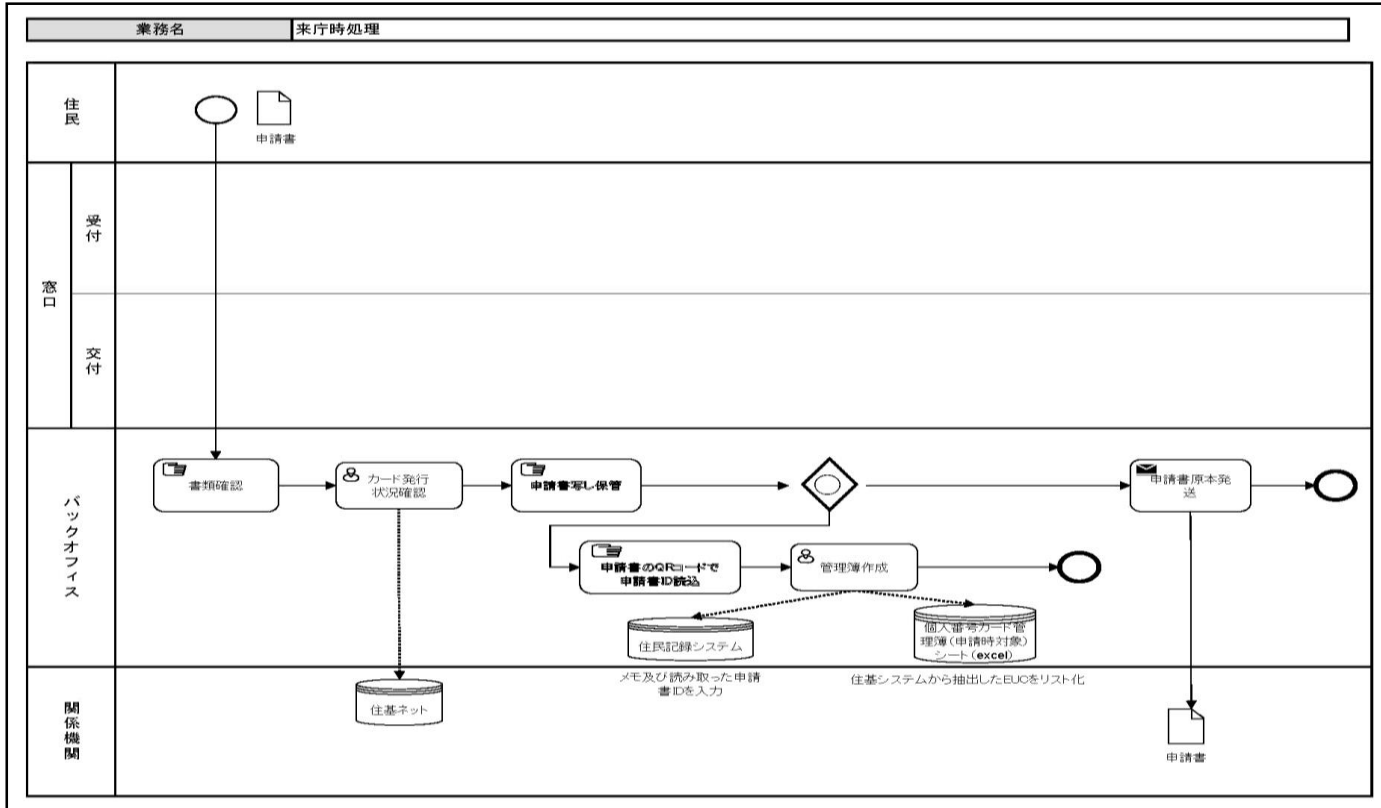 業務名
来庁時処理
住民
申請書
窓口
受付
交付
バックオフィス
書類確認
カード発行
状況確認
申請書写し保管
申請書原本発
送
申請書のQRコードで
申請書ID読込
管理簿作成
住民記録システム
個人番号カード管
理簿(申請時対象)
シート(excel)
メモ及び読み取った申請
書IDを入力
住基システムから抽出したEUCをリスト化
関係機関
住基ネット
申請書